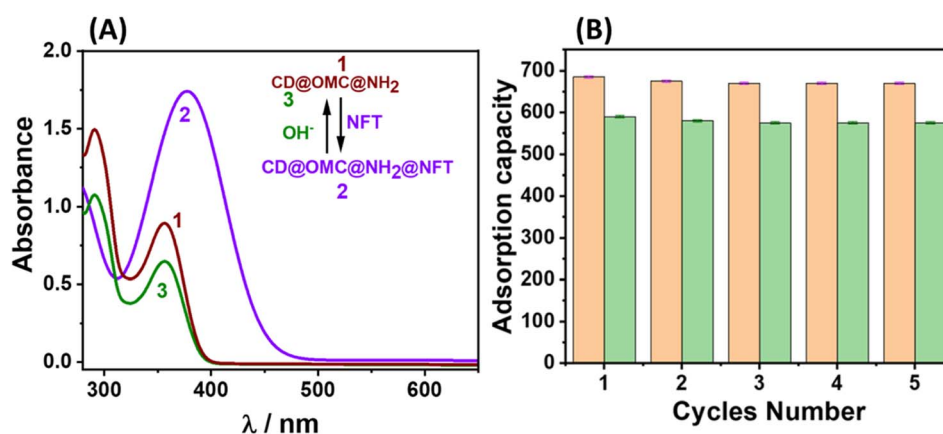 (A)
Absorbance
2.0
1.5
1.0
0.5
0.0
300
400
500
600
λ / nm
1
2
3
1
CD@OMC@NH₂
3
OH⁻
NFT
CD@OMC@NH₂@NFT
2
(B)
Adsorption capacity
700
600
500
400
300
200
100
0
1
2
3
4
5
Cycles Number